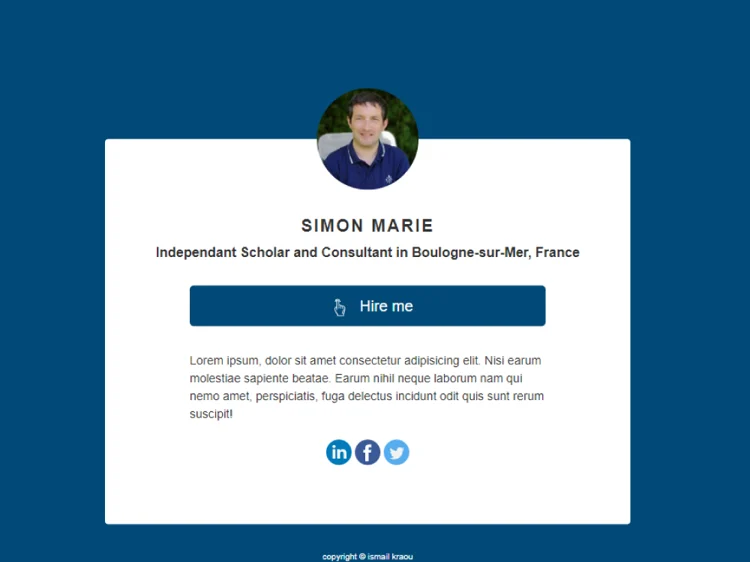 SIMON MARIE
Independant Scholar and Consultant in Boulogne-sur-Mer, France
Hire me
Lorem ipsum, dolor sit amet consectetur adipisicing elit. Nisi earum
molestiae sapiente beatae. Earum nihil neque laborum nam qui
nemo amet, perspiciatis, fuga delectus incidunt odit quis sunt rerum
suscipit!
in f
copyright © ismail kraou